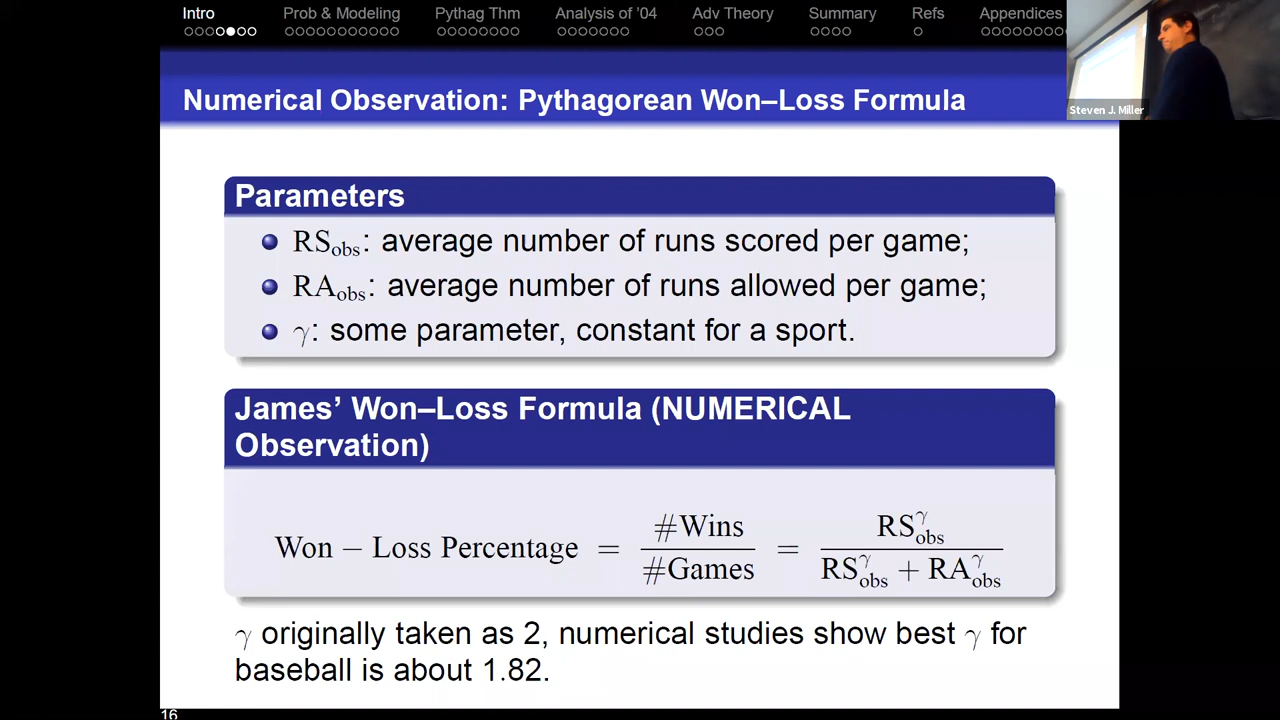 Intro Prob & Modeling Pythag Thm Analysis of ’04 Adv Theory Summary Refs Appendices
Steven J. Miller
Numerical Observation: Pythagorean Won–Loss Formula
Parameters
RSobs: average number of runs scored per game;
RAobs: average number of runs allowed per game;
γ: some parameter, constant for a sport.
James’ Won–Loss Formula (NUMERICAL
Observation)
Won − Loss Percentage = #Wins / #Games = RSobs^γ / (RSobs^γ + RAobs^γ)
γ originally taken as 2, numerical studies show best γ for
baseball is about 1.82.
16